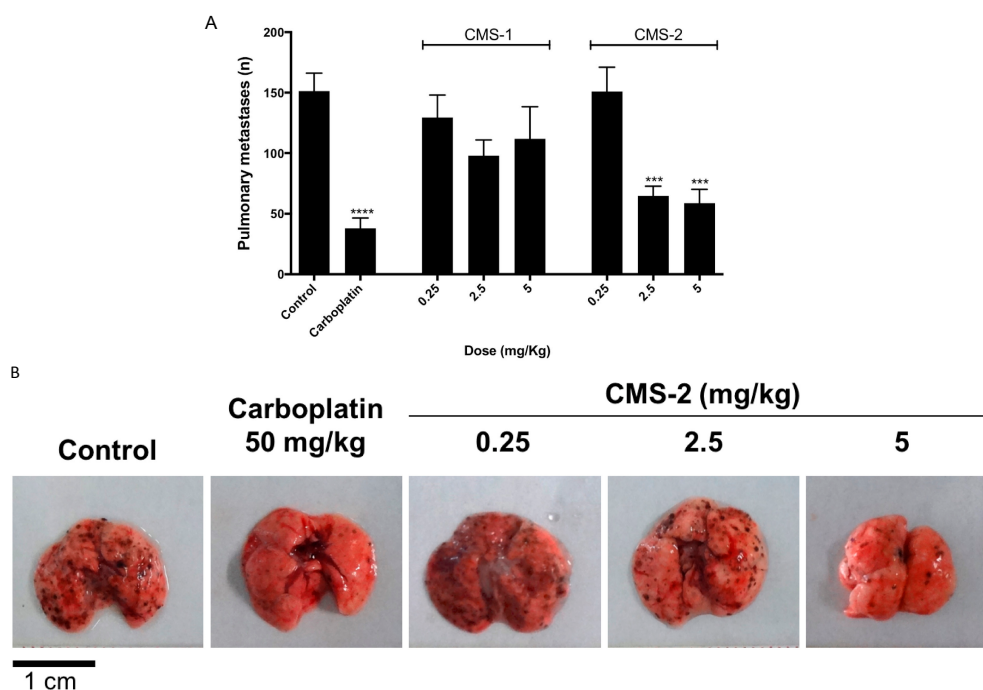 A
Pulmonary metastases (n)
200
150
100
50
0
CMS-1
CMS-2
****
***
***
Control
Carboplatin
0.25
2.5
5
0.25
2.5
5
Dose (mg/Kg)
B
Control
Carboplatin
50 mg/kg
CMS-2 (mg/kg)
0.25
2.5
5
1 cm